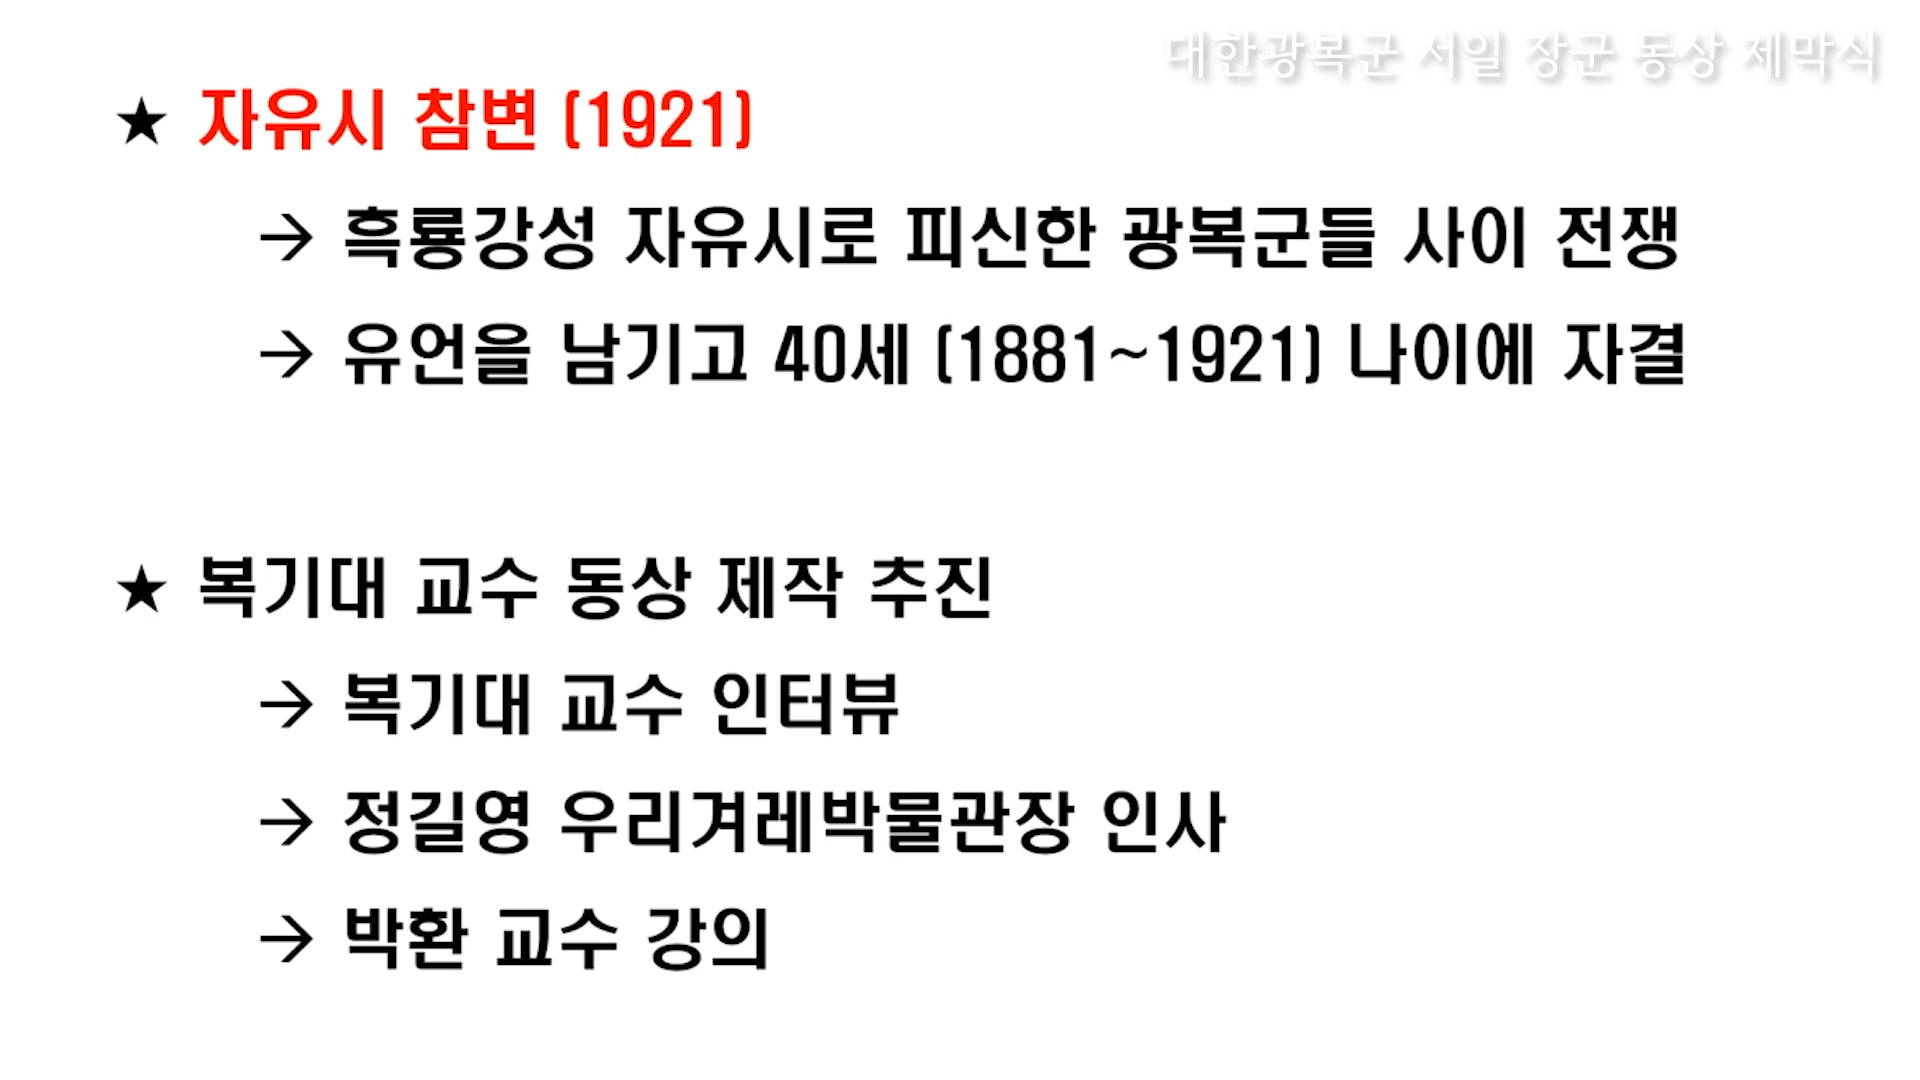 대한광복군 서일 장군 동상 제막식
★ 자유시 참변 (1921)
→ 흑룡강성 자유시로 피신한 광복군들 사이 전쟁
→ 유언을 남기고 40세 (1881~1921) 나이에 자결
★ 복기대 교수 동상 제작 추진
→ 복기대 교수 인터뷰
→ 정길영 우리겨레박물관장 인사
→ 박환 교수 강의